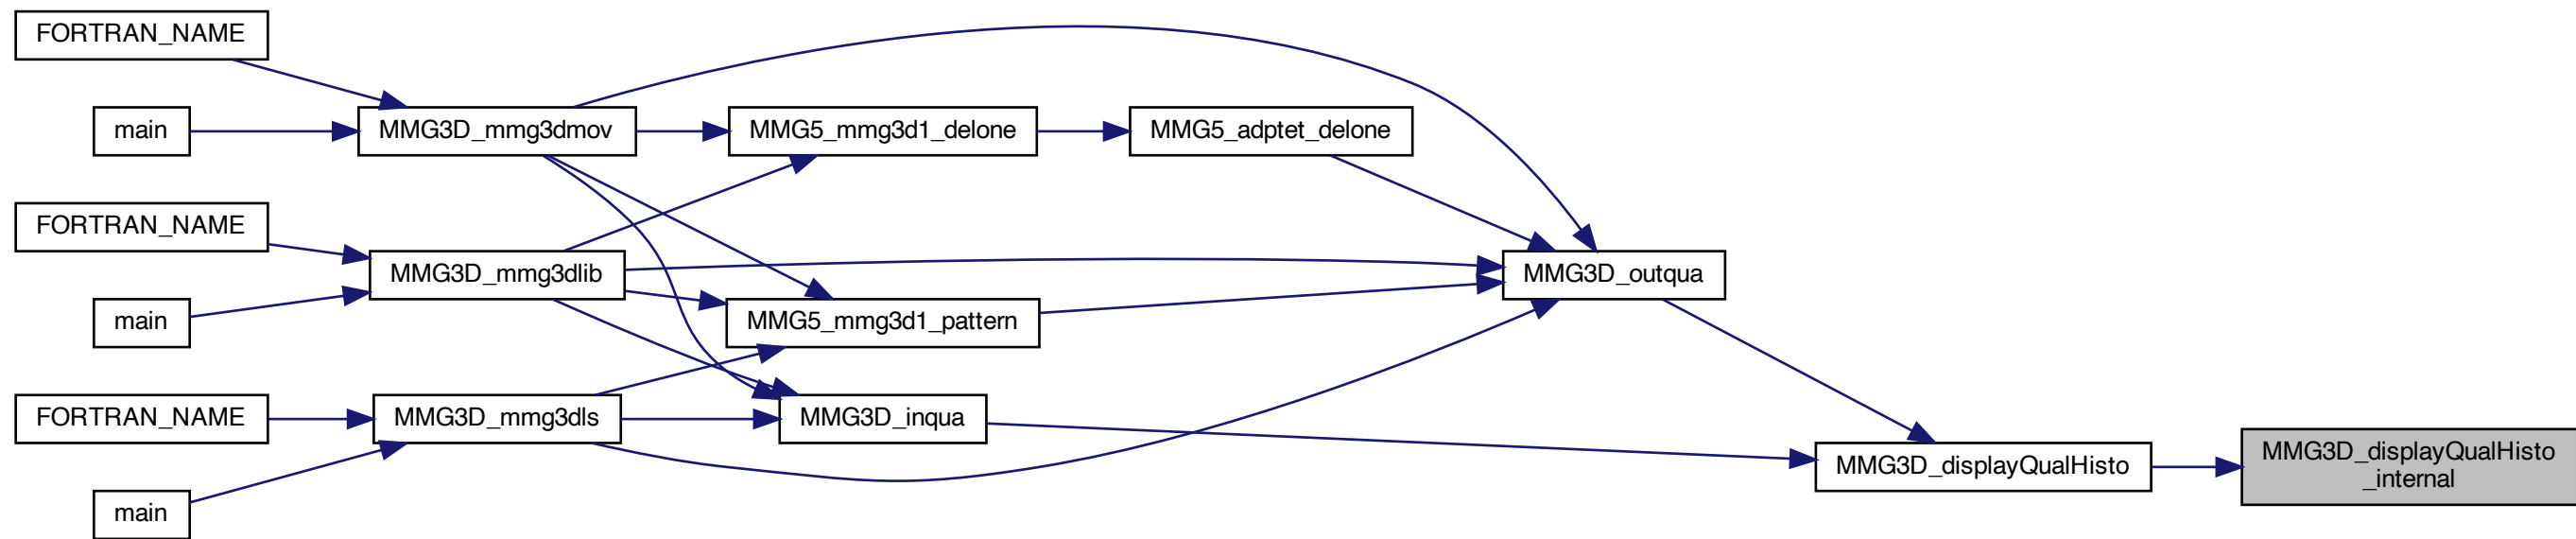 FORTRAN_NAME
main
MMG3D_mmg3dmov
MMG5_mmg3d1_delone
MMG5_adptet_delone
FORTRAN_NAME
MMG3D_mmg3dlib
MMG3D_outqua
main
MMG5_mmg3d1_pattern
FORTRAN_NAME
MMG3D_mmg3dls
MMG3D_inqua
MMG3D_displayQualHisto
MMG3D_displayQualHisto
_internal
main